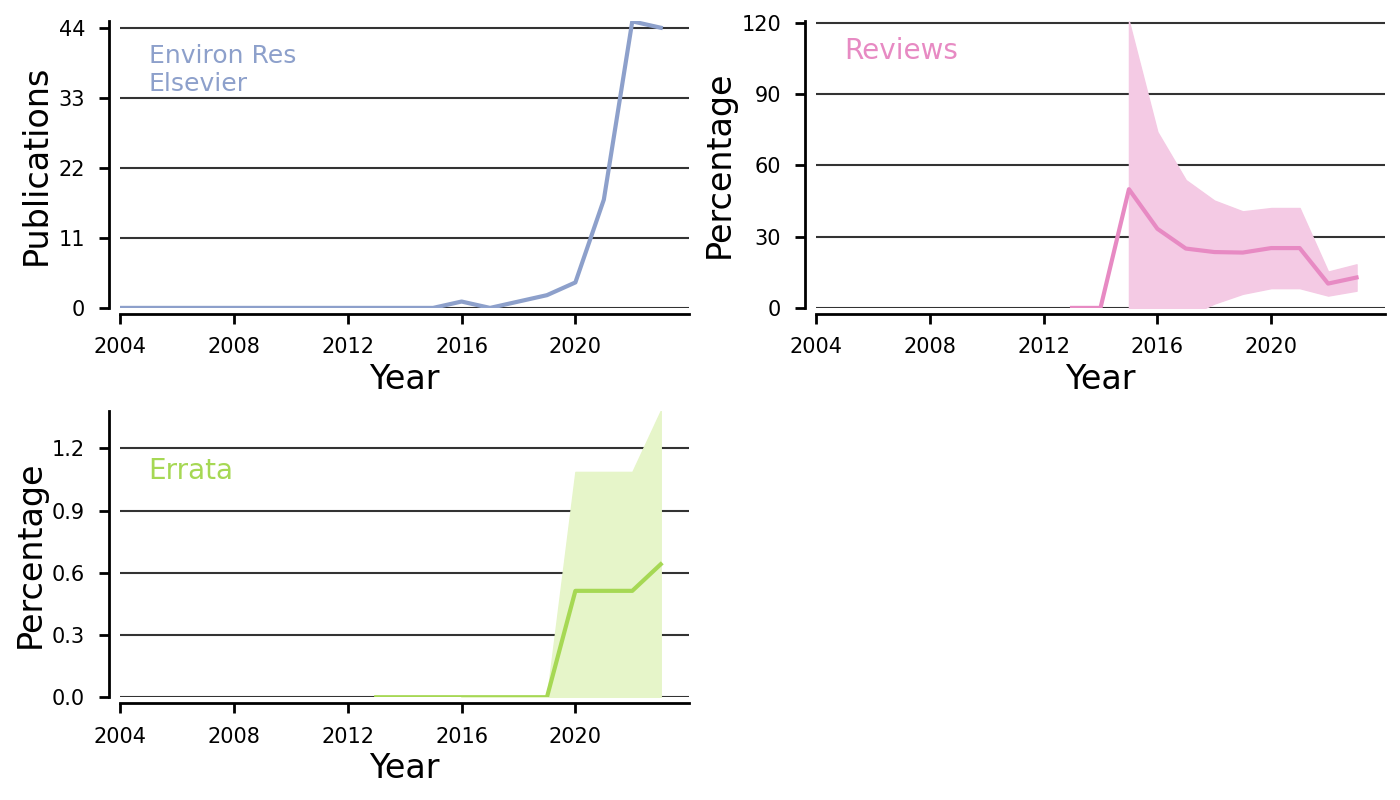 Publications
44
33
22
11
0
Environ Res
Elsevier
2004 2008 2012 2016 2020
Year
Percentage
120
90
60
30
0
Reviews
2004 2008 2012 2016 2020
Year
Percentage
1.2
0.9
0.6
0.3
0.0
Errata
2004 2008 2012 2016 2020
Year